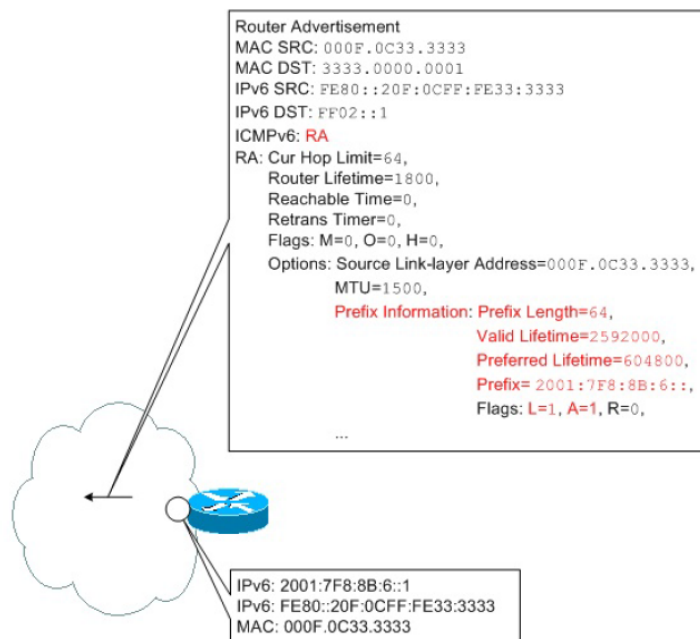 Router Advertisement
MAC SRC: 000F.0C33.3333
MAC DST: 3333.0000.0001
IPv6 SRC: FE80::20F:0CFF:FE33:3333
IPv6 DST: FF02::1
ICMPv6: RA
RA: Cur Hop Limit=64,
Router Lifetime=1800,
Reachable Time=0,
Retrans Timer=0,
Flags: M=0, O=0, H=0,
Options: Source Link-layer Address=000F.0C33.3333,
MTU=1500,
Prefix Information: Prefix Length=64,
Valid Lifetime=2592000,
Preferred Lifetime=604800,
Prefix= 2001:7F8:8B:6::,
Flags: L=1, A=1, R=0,
...
IPv6: 2001:7F8:8B:6::1
IPv6: FE80::20F:0CFF:FE33:3333
MAC: 000F.0C33.3333